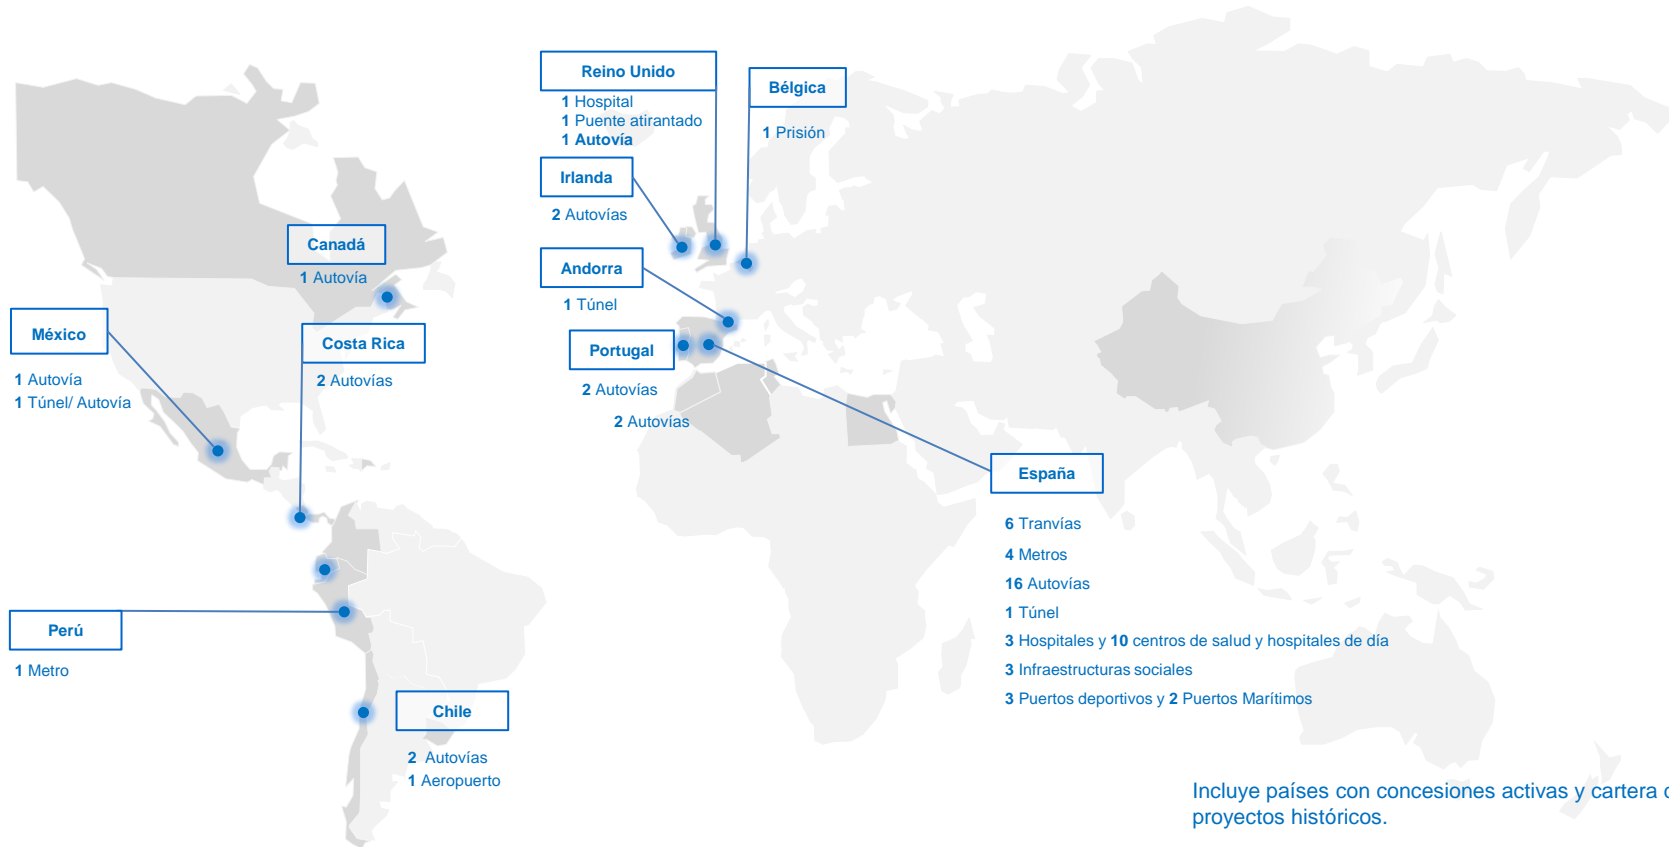 Reino Unido
1 Hospital
1 Puente atirantado
1 Autovía
Bélgica
1 Prisión
Irlanda
2 Autovías
Canadá
1 Autovía
Andorra
1 Túnel
México
1 Autovía
1 Túnel/ Autovía
Costa Rica
2 Autovías
Portugal
2 Autovías
2 Autovías
España
6 Tranvías
4 Metros
16 Autovías
1 Túnel
3 Hospitales y 10 centros de salud y hospitales de día
3 Infraestructuras sociales
3 Puertos deportivos y 2 Puertos Marítimos
Perú
1 Metro
Chile
2 Autovías
1 Aeropuerto
Incluye países con concesiones activas y cartera
proyectos históricos.